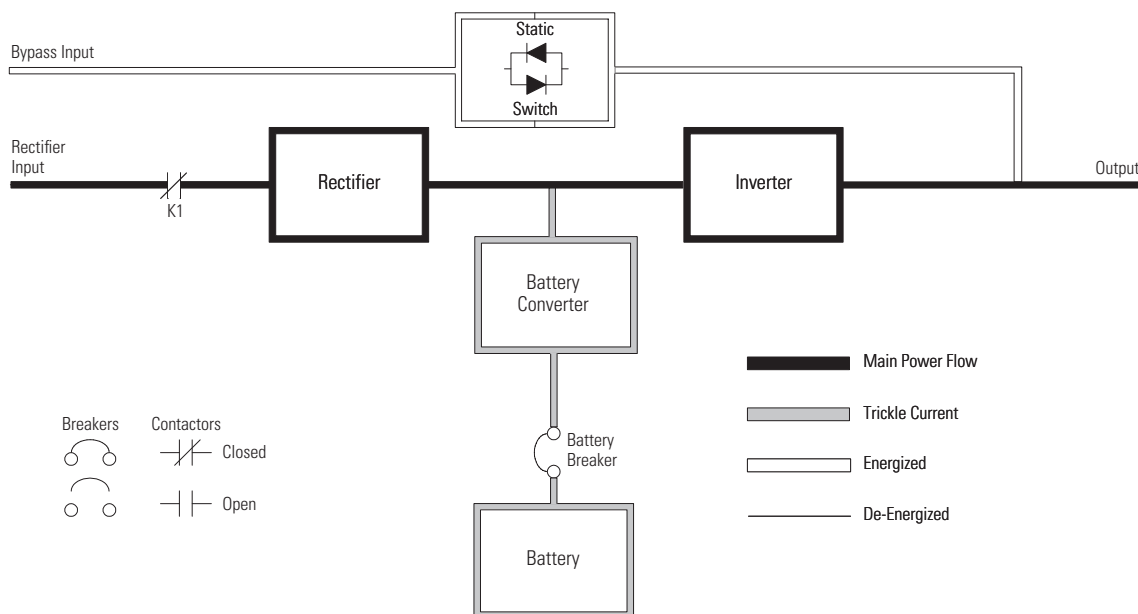 Static
Bypass Input
Switch
Rectifier
Input
Rectifier
Inverter
Output
K1
Battery
Converter
Main Power Flow
Trickle Current
Breakers
Contactors
Closed
Battery
Breaker
Energized
Open
De-Energized
Battery